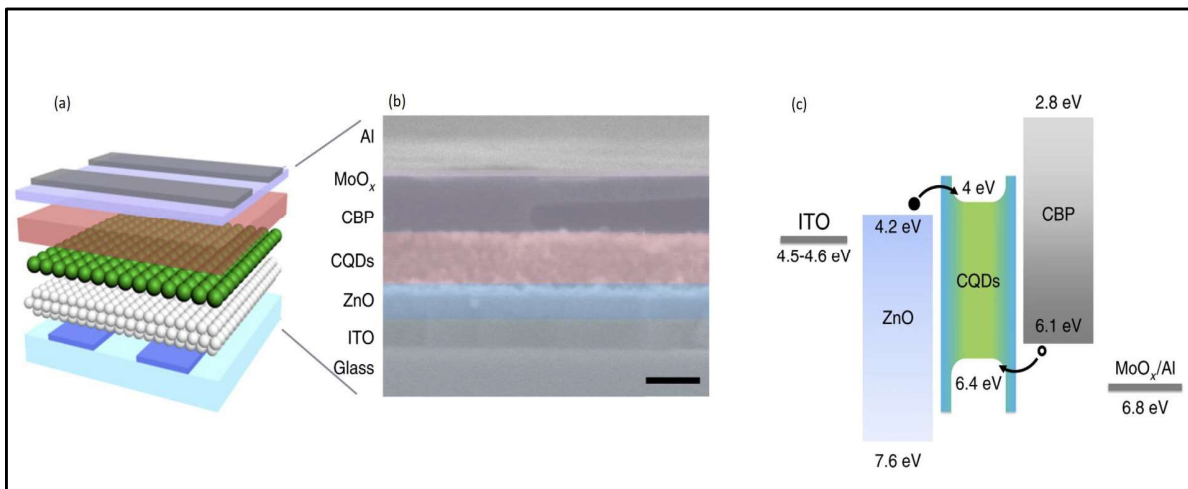 (a)
(b)
Al
MoOx
CBP
CQDs
ZnO
ITO
Glass
(c)
2.8 eV
4 eV
CBP
ITO
4.2 eV
4.5-4.6 eV
CQDs
ZnO
6.1 eV
MoOx/Al
6.4 eV
6.8 eV
7.6 eV